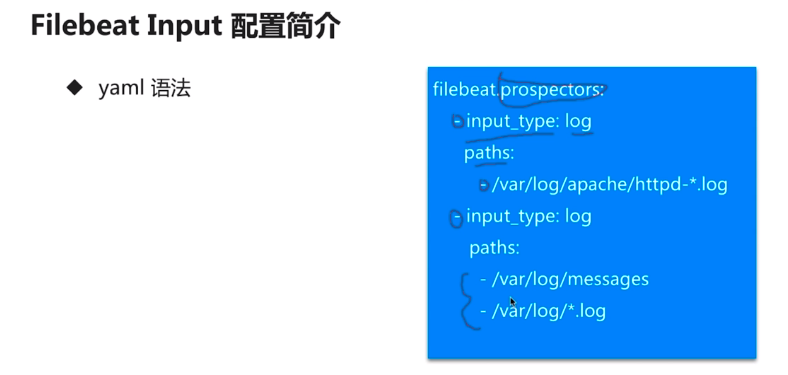 Filebeat Input 配置简介
◆ yaml 语法
filebeat.prospectors:
- input_type: log
paths:
- /var/log/apache/httpd-*.log
- input_type: log
paths:
- /var/log/messages
- /var/log/*.log